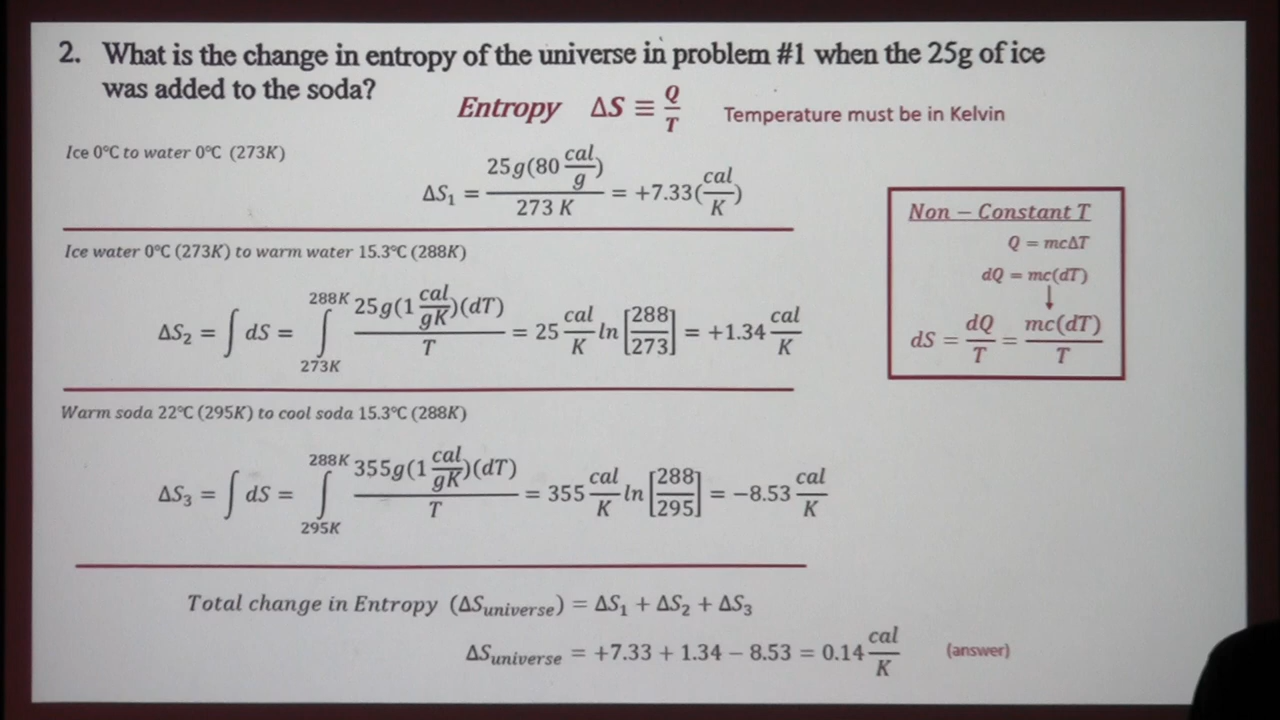 2. What is the change in entropy of the universe in problem #1 when the 25g of ice
was added to the soda?
Entropy ΔS ≡ Q/T Temperature must be in Kelvin
Ice 0°C to water 0°C (273K)
ΔS₁ = 25g(80 cal/g) / 273 K = +7.33(cal/K)
Ice water 0°C (273K) to warm water 15.3°C (288K)
ΔS₂ = ∫ dS = ∫_{273K}^{288K} 25g(1 cal/gK)(dT) / T = 25 cal/K ln [288/273] = +1.34 cal/K
Warm soda 22°C (295K) to cool soda 15.3°C (288K)
ΔS₃ = ∫ dS = ∫_{295K}^{288K} 355g(1 cal/gK)(dT) / T = 355 cal/K ln [288/295] = −8.53 cal/K
Total change in Entropy (ΔS_{universe}) = ΔS₁ + ΔS₂ + ΔS₃
ΔS_{universe} = +7.33 + 1.34 − 8.53 = 0.14 cal/K (answer)
Non − Constant T
Q = mcΔT
dQ = mc(dT)
↓
dS = dQ/T = mc(dT)/T